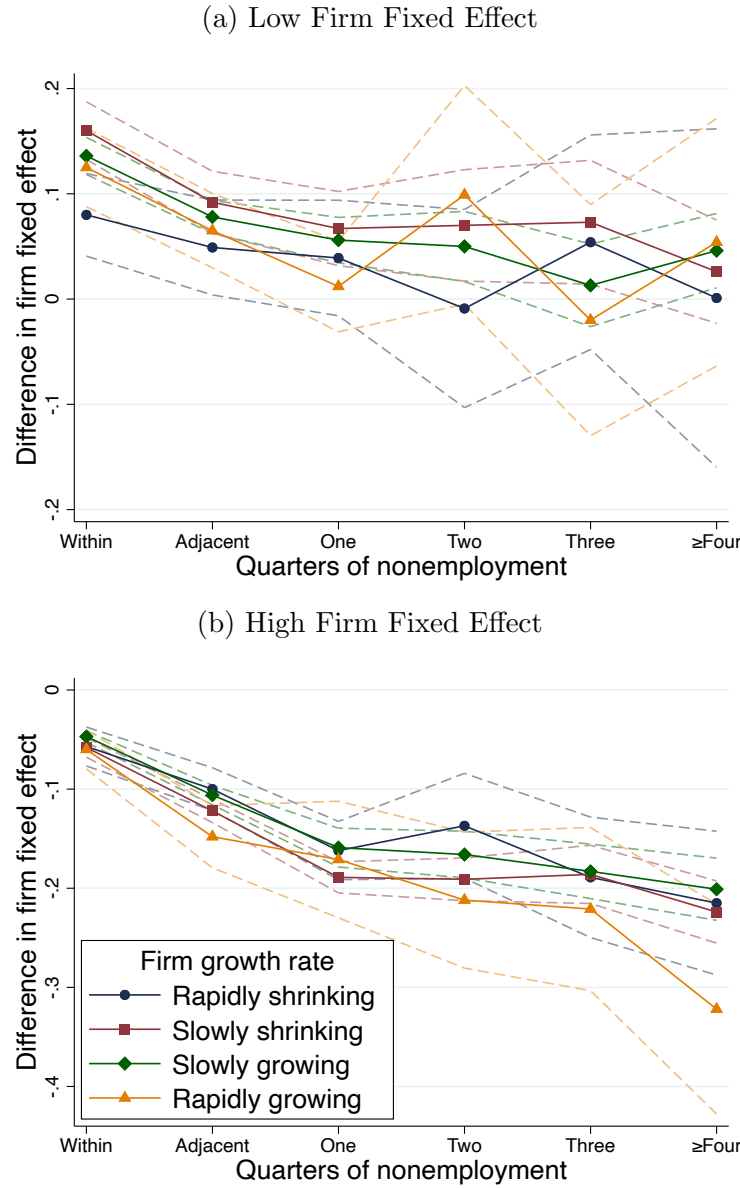 (a) Low Firm Fixed Effect
Difference in firm fixed effect
.2
.1
0
-.1
-.2
Within Adjacent One Two Three ≥Four
Quarters of nonemployment
(b) High Firm Fixed Effect
Difference in firm fixed effect
0
-.1
-.2
-.3
-.4
Firm growth rate
Rapidly shrinking
Slowly shrinking
Slowly growing
Rapidly growing
Within Adjacent One Two Three ≥Four
Quarters of nonemployment